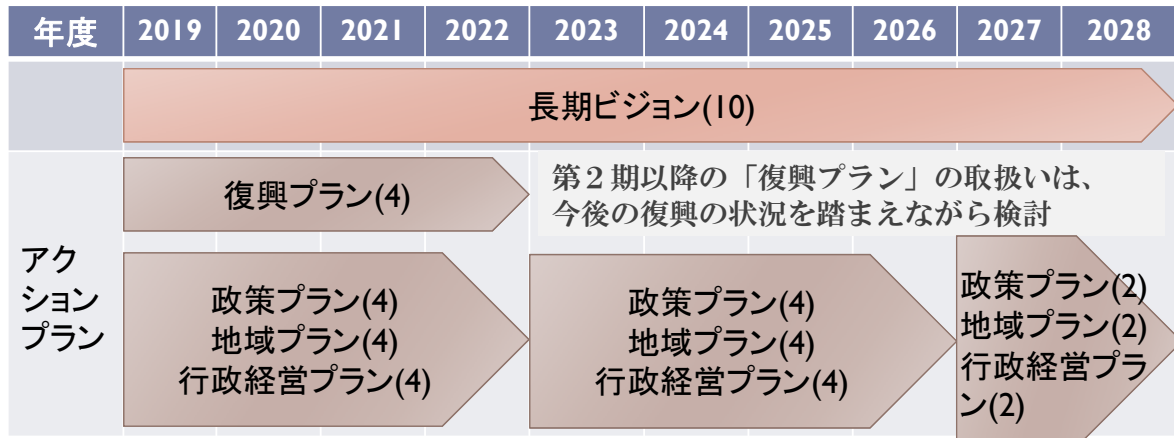 年度 2019 2020 2021 2022 2023 2024 2025 2026 2027 2028
長期ビジョン(10)
復興プラン(4)
第２期以降の「復興プラン」の取扱いは、
今後の復興の状況を踏まえながら検討
アク
ション
プラン
政策プラン(4)
地域プラン(4)
行政経営プラン(4)
政策プラン(4)
地域プラン(4)
行政経営プラン(4)
政策プラン(2)
地域プラン(2)
行政経営プラ
ン(2)